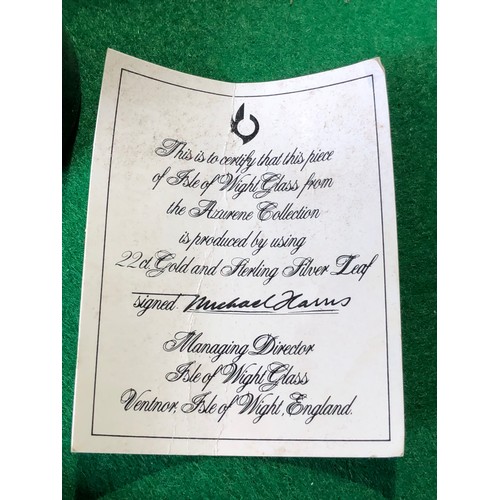 This is to certify that this piece
of Isle of Wight Glass from
the Azurene Collection
is produced by using
22ct. Gold and Sterling Silver Leaf
signed Michael Harris
Managing Director
Isle of Wight Glass
Ventnor, Isle of Wight, England.